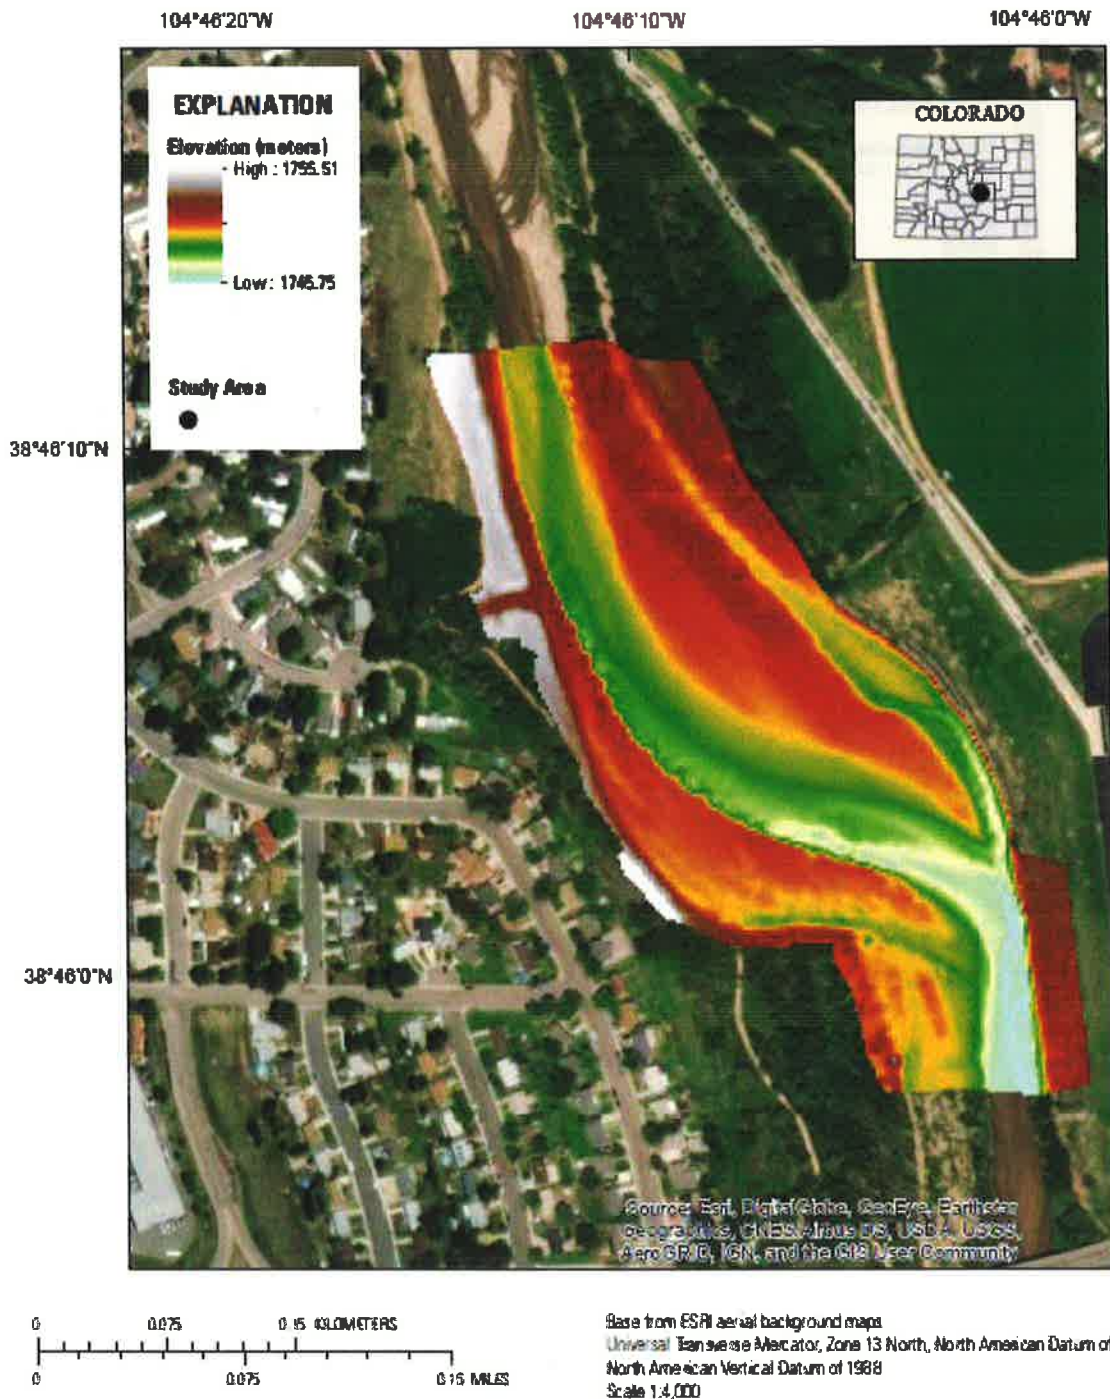 104°46'20"W
104°46'10"W
104°46'0"W
EXPLANATION
Elevation (meters)
High : 1755.51
Low : 1745.75
Study Area
COLORADO
38°46'10"N
38°46'0"N
Source: Esri, DigitalGlobe, GeoEye, Earthstar
Geographics, CNES/Airbus DS, USDA, USGS,
AeroGRID, IGN, and the GIS User Community
0 0.075 0.15 KILOMETERS
0 0.075 0.15 MILES
Base from ESRI aerial background maps
Universal Transverse Mercator, Zone 13 North, North American Datum of
North American Vertical Datum of 1988
Scale 1:4,000